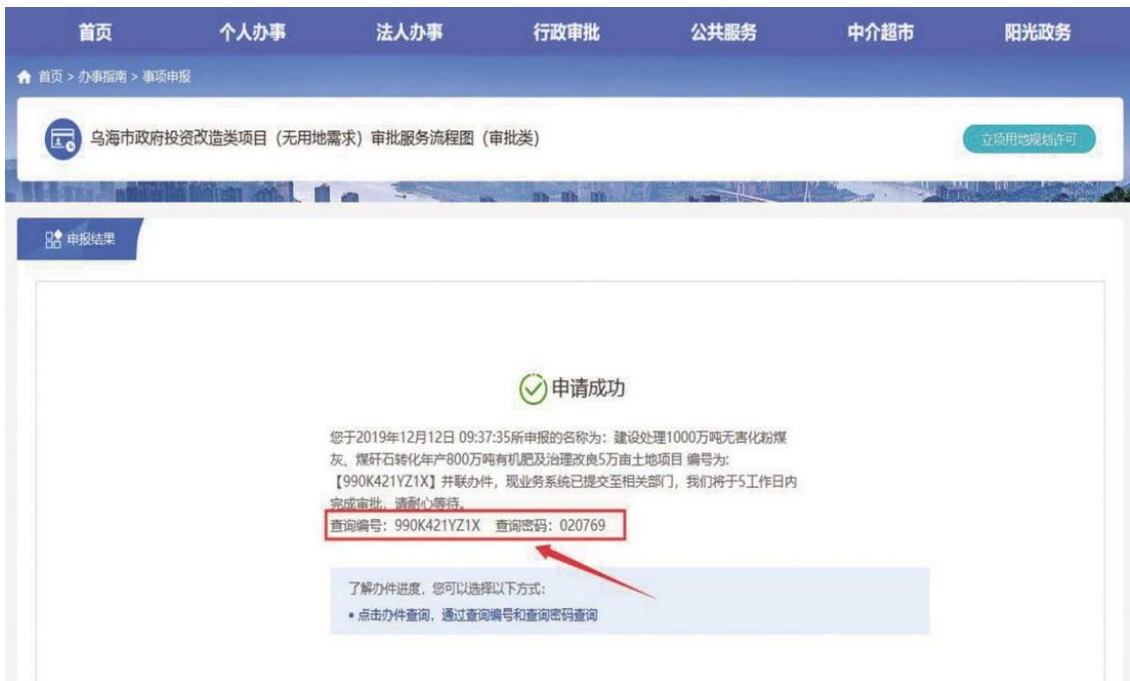 首页 个人办事 法人办事 行政审批 公共服务 中介超市 阳光政务
首页 > 办事指南 > 事项申报
乌海市政府投资改造类项目（无用地需求）审批服务流程图（审批类）
立项用地规划许可
申报结果
申请成功
您于2019年12月12日 09:37:35所申报的名称为：建设处理1000万吨无害化粉煤
灰、煤矸石转化年产800万吨有机肥及治理改良5万亩土地项目 编号为:
【990K421YZ1X】并联办件，现业务系统已提交至相关部门，我们将于5工作日内
完成审批，请耐心等待。
查询编号：990K421YZ1X 查询密码：020769
了解办件进度，您可以选择以下方式：
• 点击办件查询，通过查询编号和查询密码查询